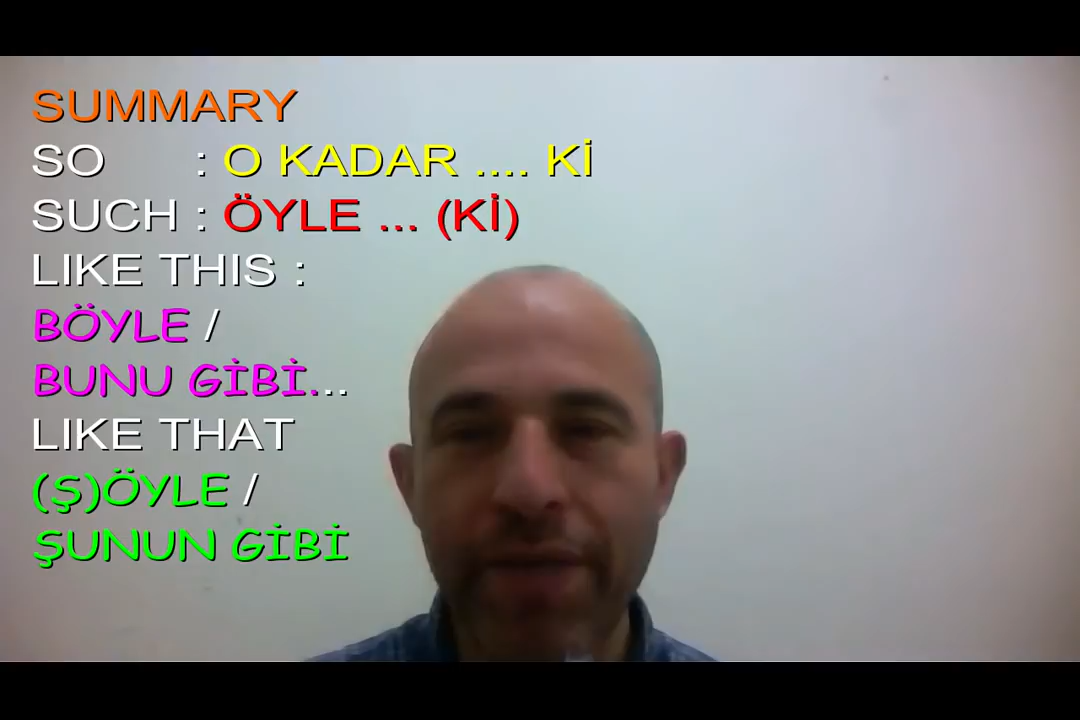 SUMMARY
SO : O KADAR .... Kİ
SUCH : ÖYLE ... (Kİ)
LIKE THIS :
BÖYLE /
BUNU GİBİ...
LIKE THAT
(Ş)ÖYLE /
ŞUNUN GİBİ